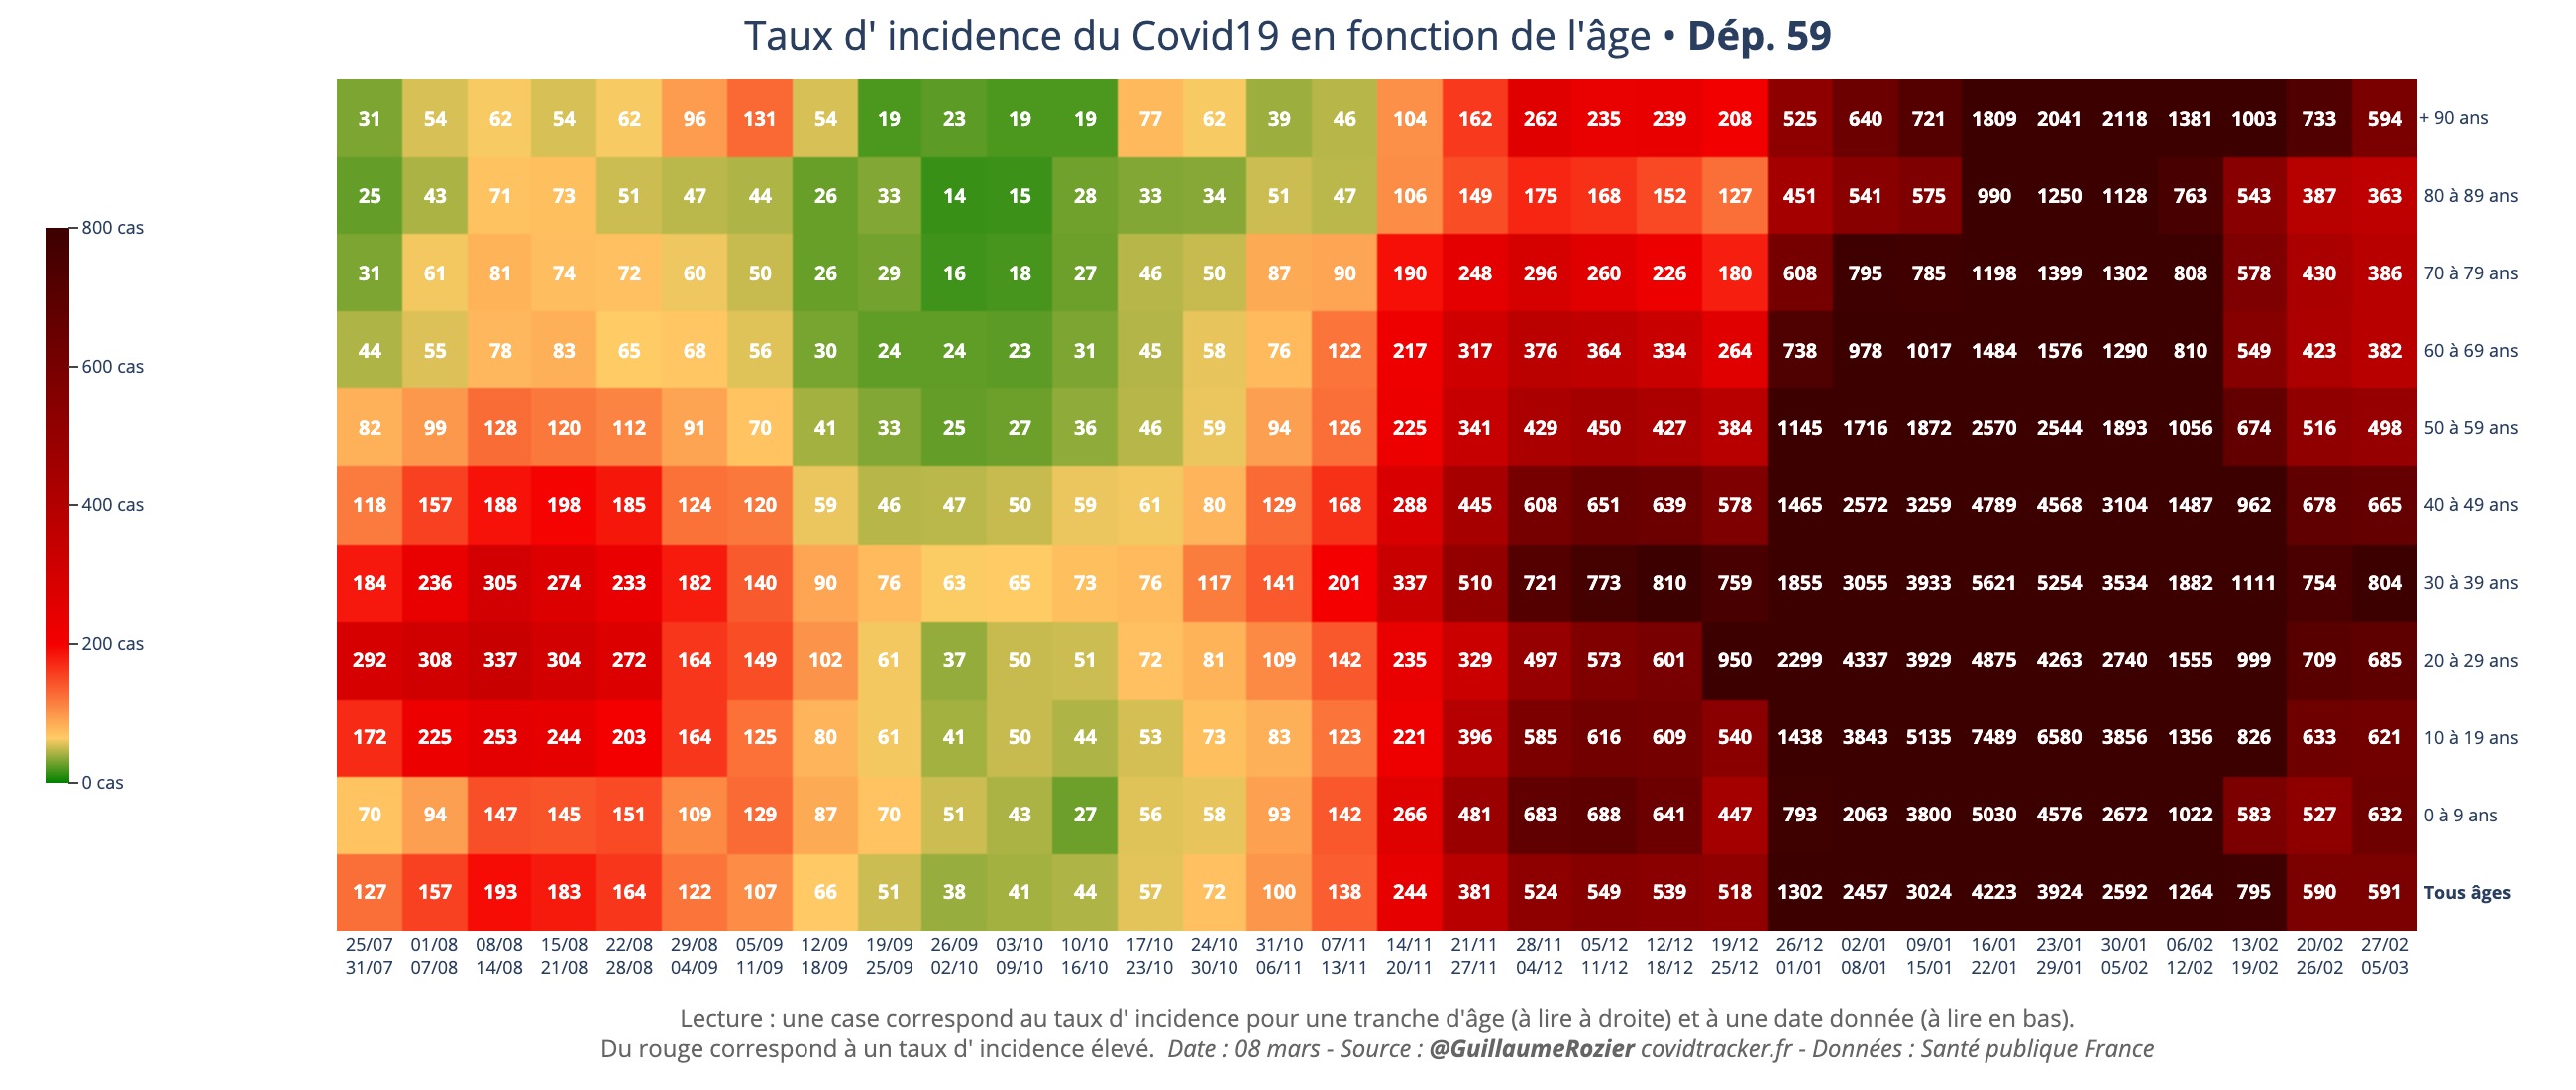 Taux d' incidence du Covid19 en fonction de l'âge • Dép. 59
800 cas
600 cas
400 cas
200 cas
0 cas
31 54 62 54 62 96 131 54 19 23 19 19 77 62 39 46 104 162 262 235 239 208 525 640 721 1809 2041 2118 1381 1003 733 594 + 90 ans
25 43 71 73 51 47 44 26 33 14 15 28 33 34 51 47 106 149 175 168 152 127 451 541 575 990 1250 1128 763 543 387 363 80 à 89 ans
31 61 81 74 72 60 50 26 29 16 18 27 46 50 87 90 190 248 296 260 226 180 608 795 785 1198 1399 1302 808 578 430 386 70 à 79 ans
44 55 78 83 65 68 56 30 24 24 23 31 45 58 76 122 217 317 376 364 334 264 738 978 1017 1484 1576 1290 810 549 423 382 60 à 69 ans
82 99 128 120 112 91 70 41 33 25 27 36 46 59 94 126 225 341 429 450 427 384 1145 1716 1872 2570 2544 1893 1056 674 516 498 50 à 59 ans
118 157 188 198 185 124 120 59 46 47 50 59 61 80 129 168 288 445 608 651 639 578 1465 2572 3259 4789 4568 3104 1487 962 678 665 40 à 49 ans
184 236 305 274 233 182 140 90 76 63 65 73 76 117 141 201 337 510 721 773 810 759 1855 3055 3933 5621 5254 3534 1882 1111 754 804 30 à 39 ans
292 308 337 304 272 164 149 102 61 37 50 51 72 81 109 142 235 329 497 573 601 950 2299 4337 3929 4875 4263 2740 1555 999 709 685 20 à 29 ans
172 225 253 244 203 164 125 80 61 41 50 44 53 73 83 123 221 396 585 616 609 540 1438 3843 5135 7489 6580 3856 1356 826 633 621 10 à 19 ans
70 94 147 145 151 109 129 87 70 51 43 27 56 58 93 142 266 481 683 688 641 447 793 2063 3800 5030 4576 2672 1022 583 527 632 0 à 9 ans
127 157 193 183 164 122 107 66 51 38 41 44 57 72 100 138 244 381 524 549 539 518 1302 2457 3024 4223 3924 2592 1264 795 590 591 Tous âges
25/07 01/08 08/08 15/08 22/08 29/08 05/09 12/09 19/09 26/09 03/10 10/10 17/10 24/10 31/10 07/11 14/11 21/11 28/11 05/12 12/12 19/12 26/12 02/01 09/01 16/01 23/01 30/01 06/02 13/02 20/02 27/02
31/07 07/08 14/08 21/08 28/08 04/09 11/09 18/09 25/09 02/10 09/10 16/10 23/10 30/10 06/11 13/11 20/11 27/11 04/12 11/12 18/12 25/12 01/01 08/01 15/01 22/01 29/01 05/02 12/02 19/02 26/02 05/03
Lecture : une case correspond au taux d' incidence pour une tranche d'âge (à lire à droite) et à une date donnée (à lire en bas).
Du rouge correspond à un taux d' incidence élevé. Date : 08 mars - Source : @GuillaumeRozier covidtracker.fr - Données : Santé publique France